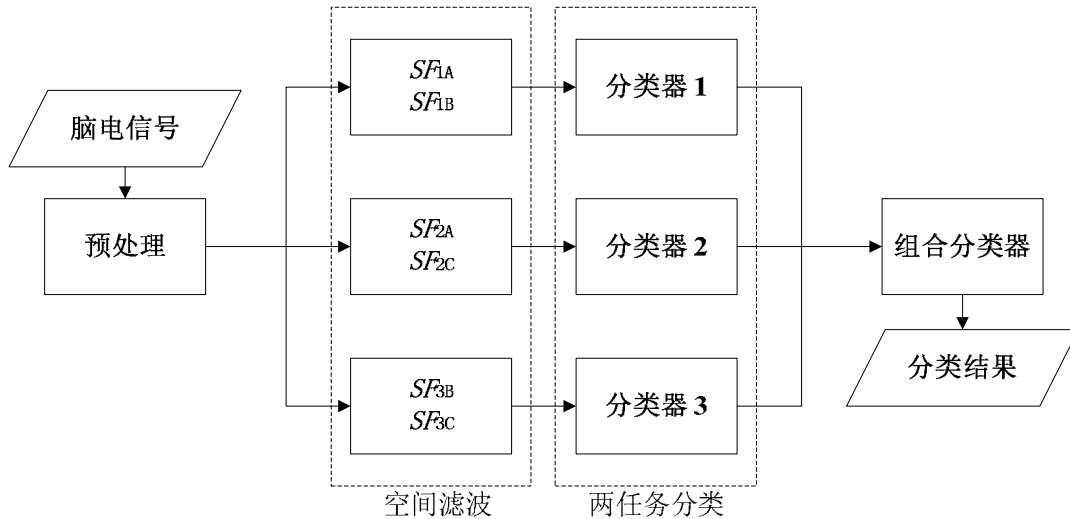 脑电信号
预处理
SF1A
SF1B
SF2A
SF2C
SF3B
SF3C
空间滤波
分类器 1
分类器 2
分类器 3
两任务分类
组合分类器
分类结果